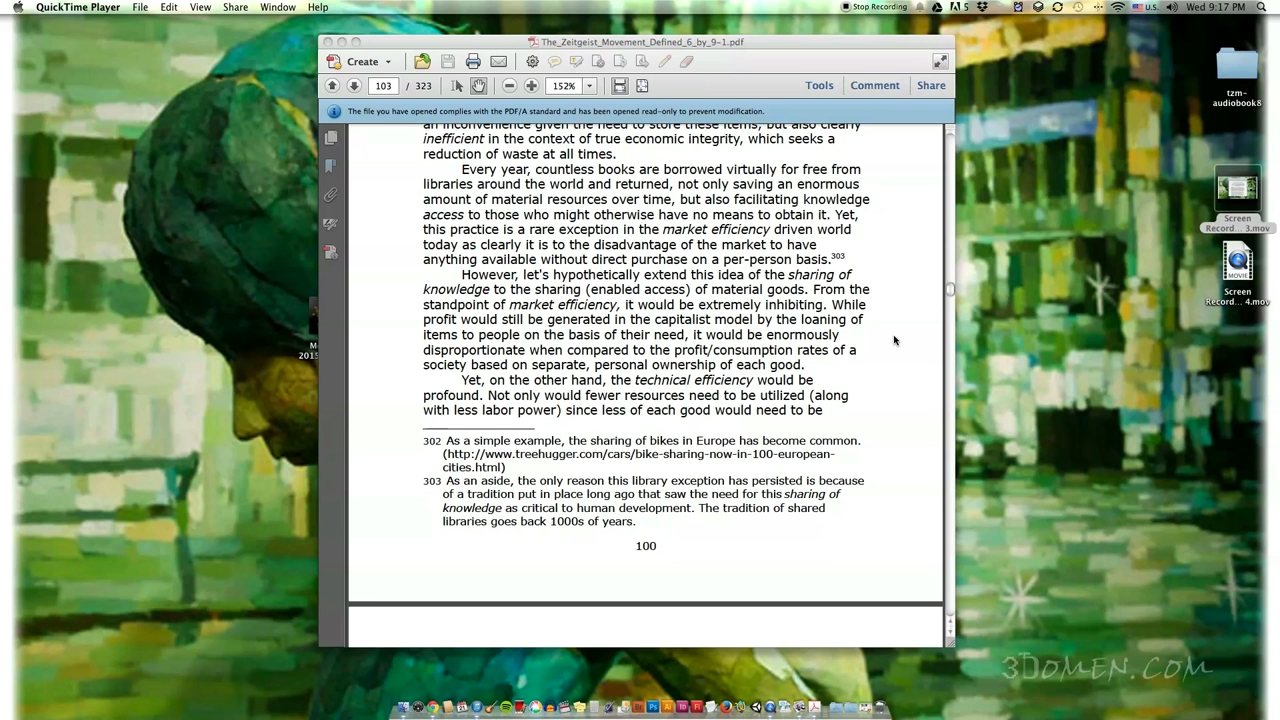 QuickTime Player File Edit View Window Share Help
Stop Recording
5
U.S.
Wed 9:17 PM
The_Zeitgeist_Movement_Defined_6_by_9-1.pdf
Create
103 / 323
152%
Tools Comment Share
The file you have opened complies with the PDF/A standard and has been opened read-only to prevent modification.
an inconvenience given the need to store these items, but also clearly
inefficient in the context of true economic integrity, which seeks a
reduction of waste at all times.
Every year, countless books are borrowed virtually for free from
libraries around the world and returned, not only saving an enormous
amount of material resources over time, but also facilitating knowledge
access to those who might otherwise have no means to obtain it. Yet,
this practice is a rare exception in the market efficiency driven world
today as clearly it is to the disadvantage of the market to have
anything available without direct purchase on a per-person basis.303
However, let's hypothetically extend this idea of the sharing of
knowledge to the sharing (enabled access) of material goods. From the
standpoint of market efficiency, it would be extremely inhibiting. While
profit would still be generated in the capitalist model by the loaning of
items to people on the basis of their need, it would be enormously
disproportionate when compared to the profit/consumption rates of a
society based on separate, personal ownership of each good.
Yet, on the other hand, the technical efficiency would be
profound. Not only would fewer resources need to be utilized (along
with less labor power) since less of each good would need to be
302 As a simple example, the sharing of bikes in Europe has become common.
(http://www.treehugger.com/cars/bike-sharing-now-in-100-european-
cities.html)
303 As an aside, the only reason this library exception has persisted is because
of a tradition put in place long ago that saw the need for this sharing of
knowledge as critical to human development. The tradition of shared
libraries goes back 1000s of years.
100
tzm-
audiobook8
Screen
Record... 3.mov
MOVIE
Screen
Record... 4.mov
3DOMEN.COM